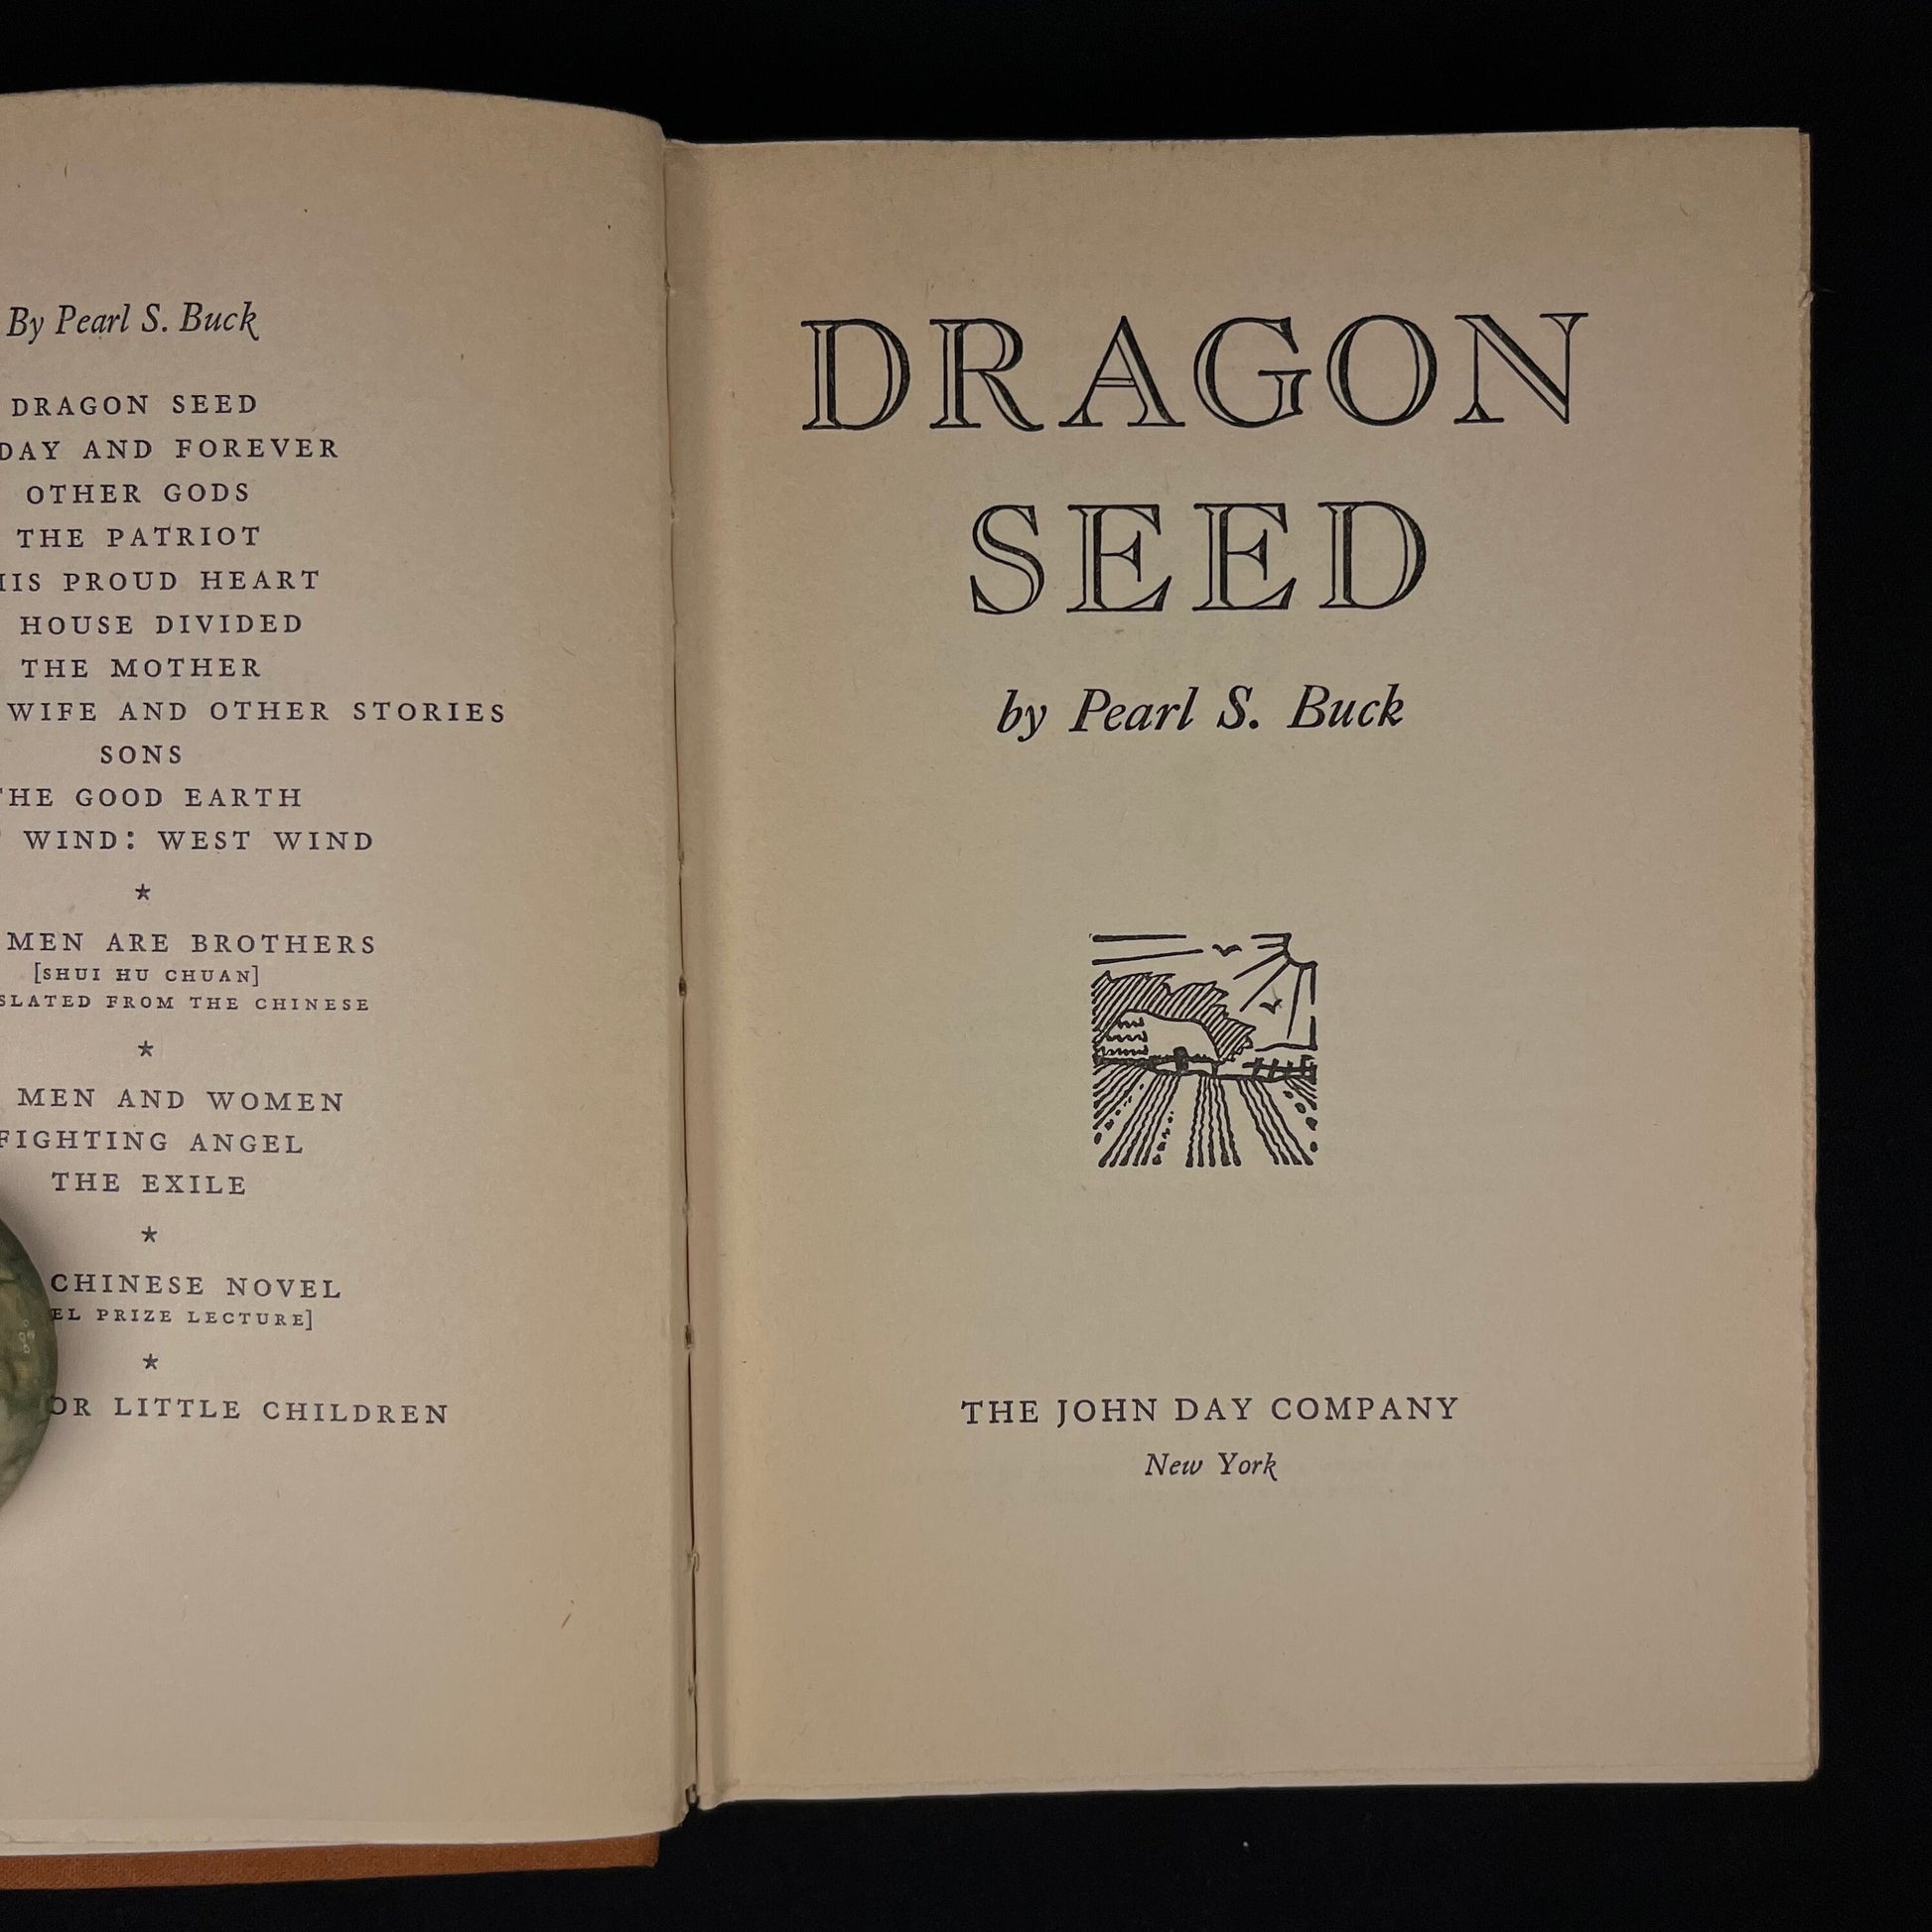 By Pearl S. Buck
DRAGON SEED
DAY AND FOREVER
OTHER GODS
THE PATRIOT
HIS PROUD HEART
HOUSE DIVIDED
THE MOTHER
WIFE AND OTHER STORIES
SONS
THE GOOD EARTH
WIND: WEST WIND
*
MEN ARE BROTHERS
[SHUI HU CHUAN]
SLATED FROM THE CHINESE
*
MEN AND WOMEN
FIGHTING ANGEL
THE EXILE
*
CHINESE NOVEL
EL PRIZE LECTURE]
*
OR LITTLE CHILDREN
DRAGON
SEED
by Pearl S. Buck
THE JOHN DAY COMPANY
New York